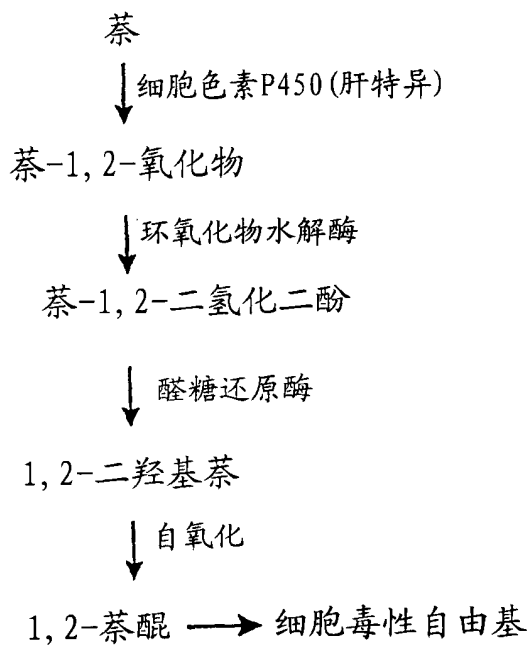 萘
细胞色素P450(肝特异)
萘-1,2-氧化物
环氧化物水解酶
萘-1,2-二氢化二酚
醛糖还原酶
1,2-二羟基萘
自氧化
1,2-萘醌 → 细胞毒性自由基